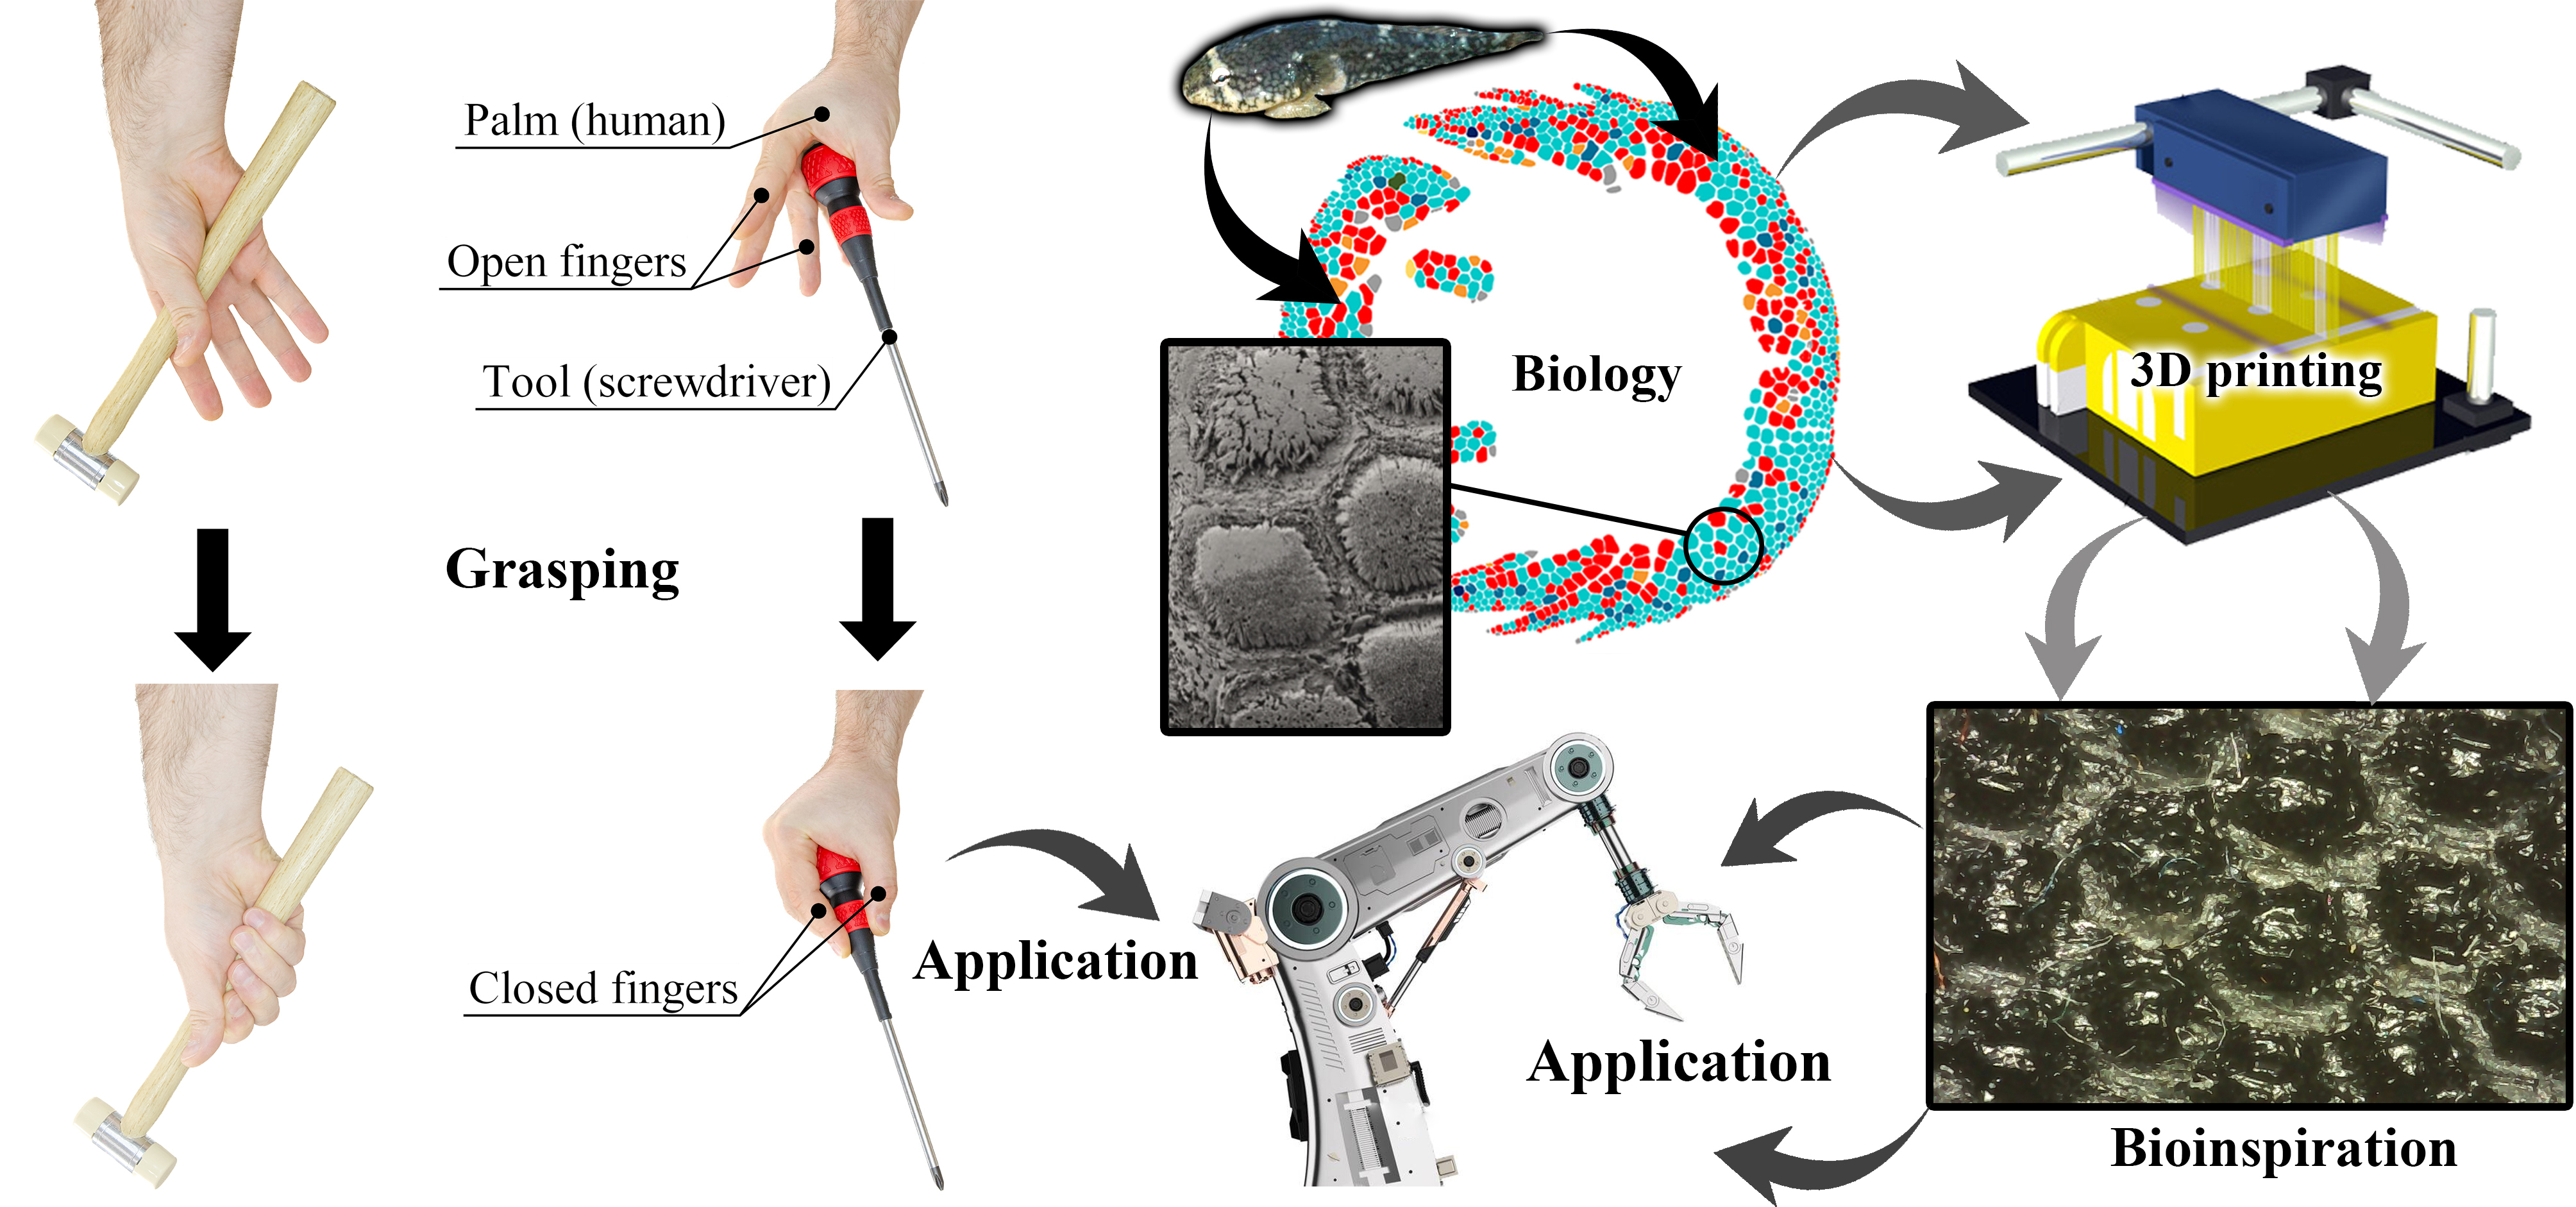 Palm (human)
Open fingers
Tool (screwdriver)
Grasping
Closed fingers
Application
Biology
3D printing
Application
Bioinspiration